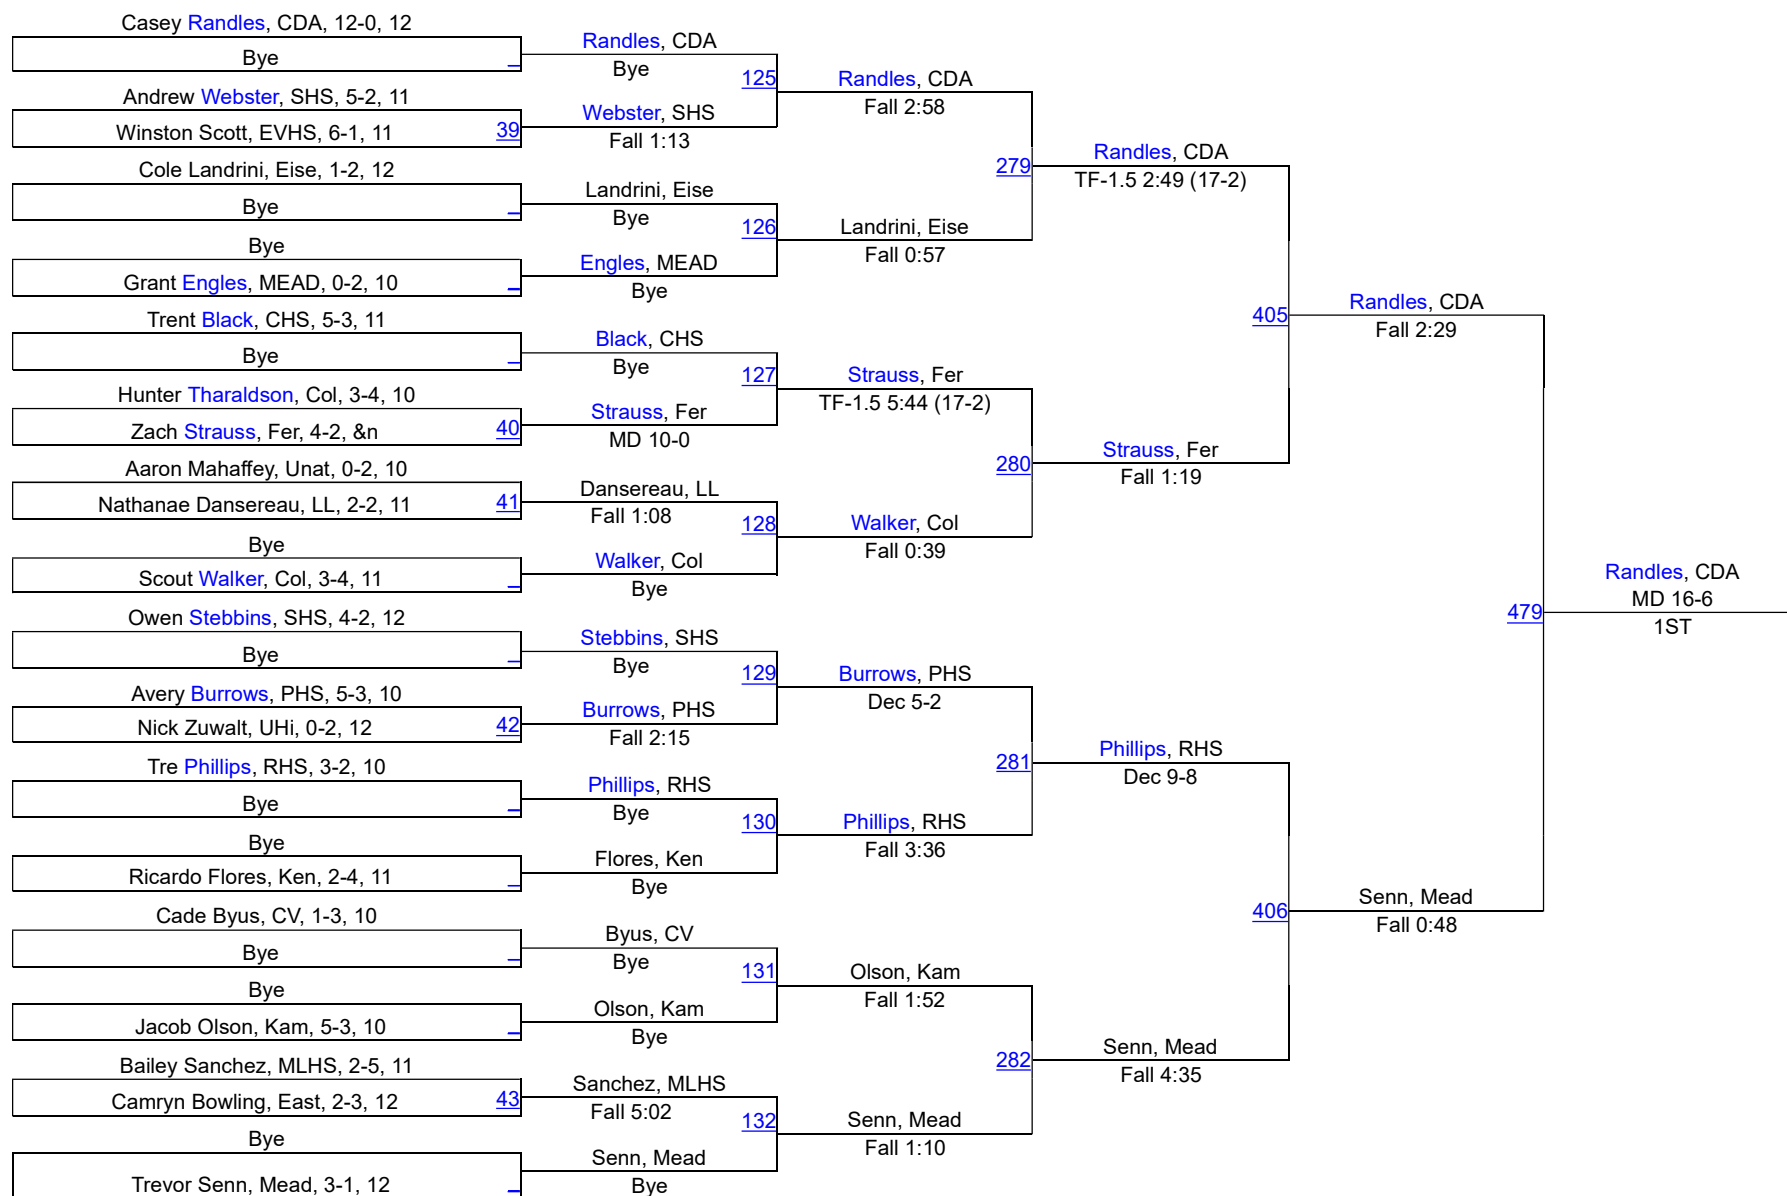 Casey Randles, CDA, 12-0, 12
Bye
Andrew Webster, SHS, 5-2, 11
Winston Scott, EVHS, 6-1, 11
39
Cole Landrini, Eise, 1-2, 12
Bye
Bye
Grant Engles, MEAD, 0-2, 10
Trent Black, CHS, 5-3, 11
Bye
Hunter Tharaldson, Col, 3-4, 10
Zach Strauss, Fer, 4-2, &n
40
Aaron Mahaffey, Unat, 0-2, 10
Nathanae Dansereau, LL, 2-2, 11
41
Bye
Scout Walker, Col, 3-4, 11
Owen Stebbins, SHS, 4-2, 12
Bye
Avery Burrows, PHS, 5-3, 10
Nick Zuwalt, UHi, 0-2, 12
42
Tre Phillips, RHS, 3-2, 10
Bye
Bye
Ricardo Flores, Ken, 2-4, 11
Cade Byus, CV, 1-3, 10
Bye
Bye
Jacob Olson, Kam, 5-3, 10
Bailey Sanchez, MLHS, 2-5, 11
Camryn Bowling, East, 2-3, 12
43
Bye
Trevor Senn, Mead, 3-1, 12
Randles, CDA
Bye
125
Webster, SHS
Fall 1:13
Landrini, Eise
Bye
126
Engles, MEAD
Bye
Black, CHS
Bye
127
Strauss, Fer
MD 10-0
Dansereau, LL
Fall 1:08
128
Walker, Col
Bye
Stebbins, SHS
Bye
129
Burrows, PHS
Fall 2:15
Phillips, RHS
Bye
130
Flores, Ken
Bye
Byus, CV
Bye
131
Olson, Kam
Bye
Sanchez, MLHS
Fall 5:02
132
Senn, Mead
Bye
Randles, CDA
Fall 2:58
279
Landrini, Eise
Fall 0:57
Strauss, Fer
TF-1.5 5:44 (17-2)
280
Walker, Col
Fall 0:39
Burrows, PHS
Dec 5-2
281
Phillips, RHS
Fall 3:36
Olson, Kam
Fall 1:52
282
Senn, Mead
Fall 1:10
Randles, CDA
TF-1.5 2:49 (17-2)
405
Strauss, Fer
Fall 1:19
Phillips, RHS
Dec 9-8
406
Senn, Mead
Fall 4:35
Randles, CDA
Fall 2:29
479
Senn, Mead
Fall 0:48
Randles, CDA
MD 16-6
1ST